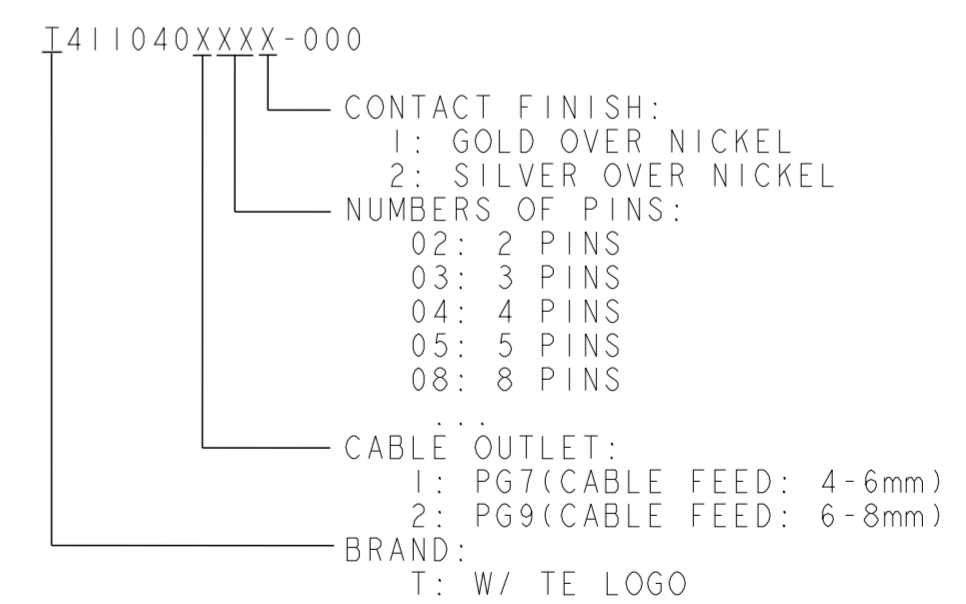 T411040XXXX-000
CONTACT FINISH:
1: GOLD OVER NICKEL
2: SILVER OVER NICKEL
NUMBERS OF PINS:
02: 2 PINS
03: 3 PINS
04: 4 PINS
05: 5 PINS
08: 8 PINS
...
CABLE OUTLET:
1: PG7(CABLE FEED: 4-6mm)
2: PG9(CABLE FEED: 6-8mm)
BRAND:
T: W/ TE LOGO